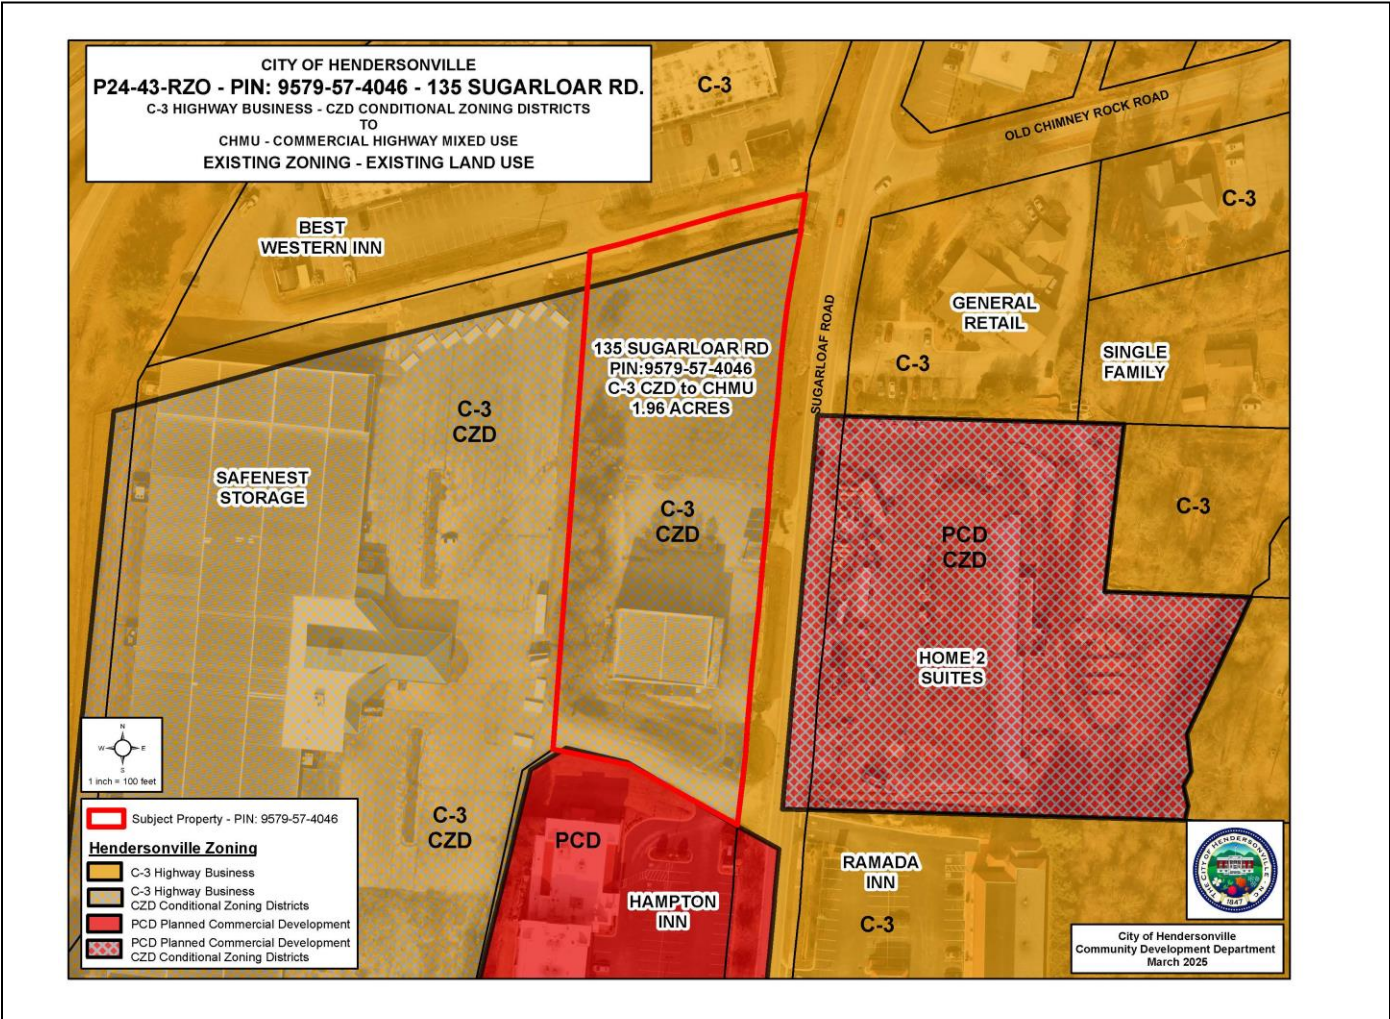 CITY OF HENDERSONVILLE
P24-43-RZO - PIN: 9579-57-4046 - 135 SUGARLOAR RD.
C-3 HIGHWAY BUSINESS - CZD CONDITIONAL ZONING DISTRICTS
TO
CHMU - COMMERCIAL HIGHWAY MIXED USE
EXISTING ZONING - EXISTING LAND USE
C-3
OLD CHIMNEY ROCK ROAD
C-3
BEST
WESTERN INN
GENERAL
RETAIL
SUGARLOAF ROAD
135 SUGARLOAR RD
PIN:9579-57-4046
C-3 CZD to CHMU
1.96 ACRES
C-3
SINGLE
FAMILY
C-3
CZD
SAFENEST
STORAGE
C-3
CZD
PCD
CZD
C-3
HOME 2
SUITES
N
W E
S
1 inch = 100 feet
C-3
CZD
PCD
HAMPTON
INN
RAMADA
INN
C-3
Subject Property - PIN: 9579-57-4046
Hendersonville Zoning
C-3 Highway Business
C-3 Highway Business
CZD Conditional Zoning Districts
PCD Planned Commercial Development
PCD Planned Commercial Development
CZD Conditional Zoning Districts
THE CITY OF HENDERSONVILLE, N.C.
1847
City of Hendersonville
Community Development Department
March 2025